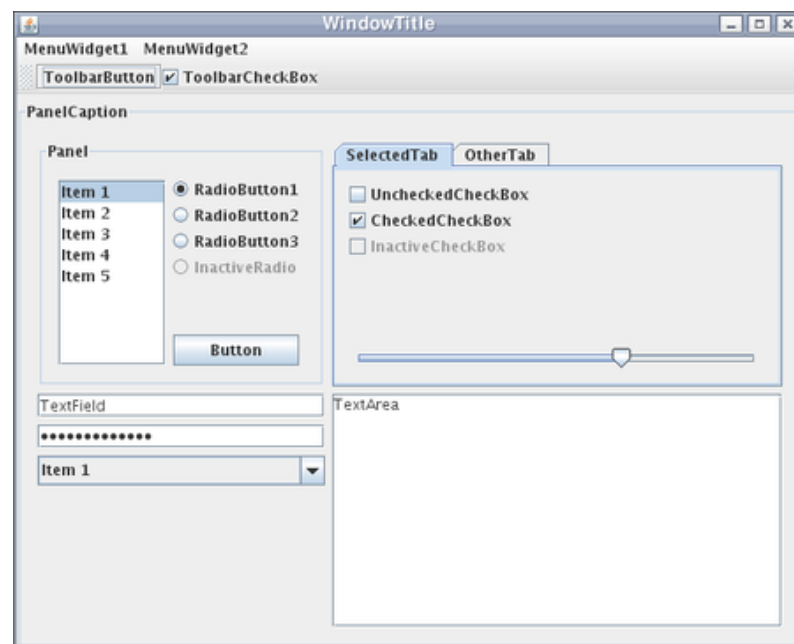 WindowTitle
MenuWidget1 MenuWidget2
ToolbarButton ToolbarCheckBox
PanelCaption
Panel
Item 1
Item 2
Item 3
Item 4
Item 5
RadioButton1
RadioButton2
RadioButton3
InactiveRadio
Button
SelectedTab OtherTab
UncheckedCheckBox
CheckedCheckBox
InactiveCheckBox
TextField
•••••••••••••
Item 1
TextArea